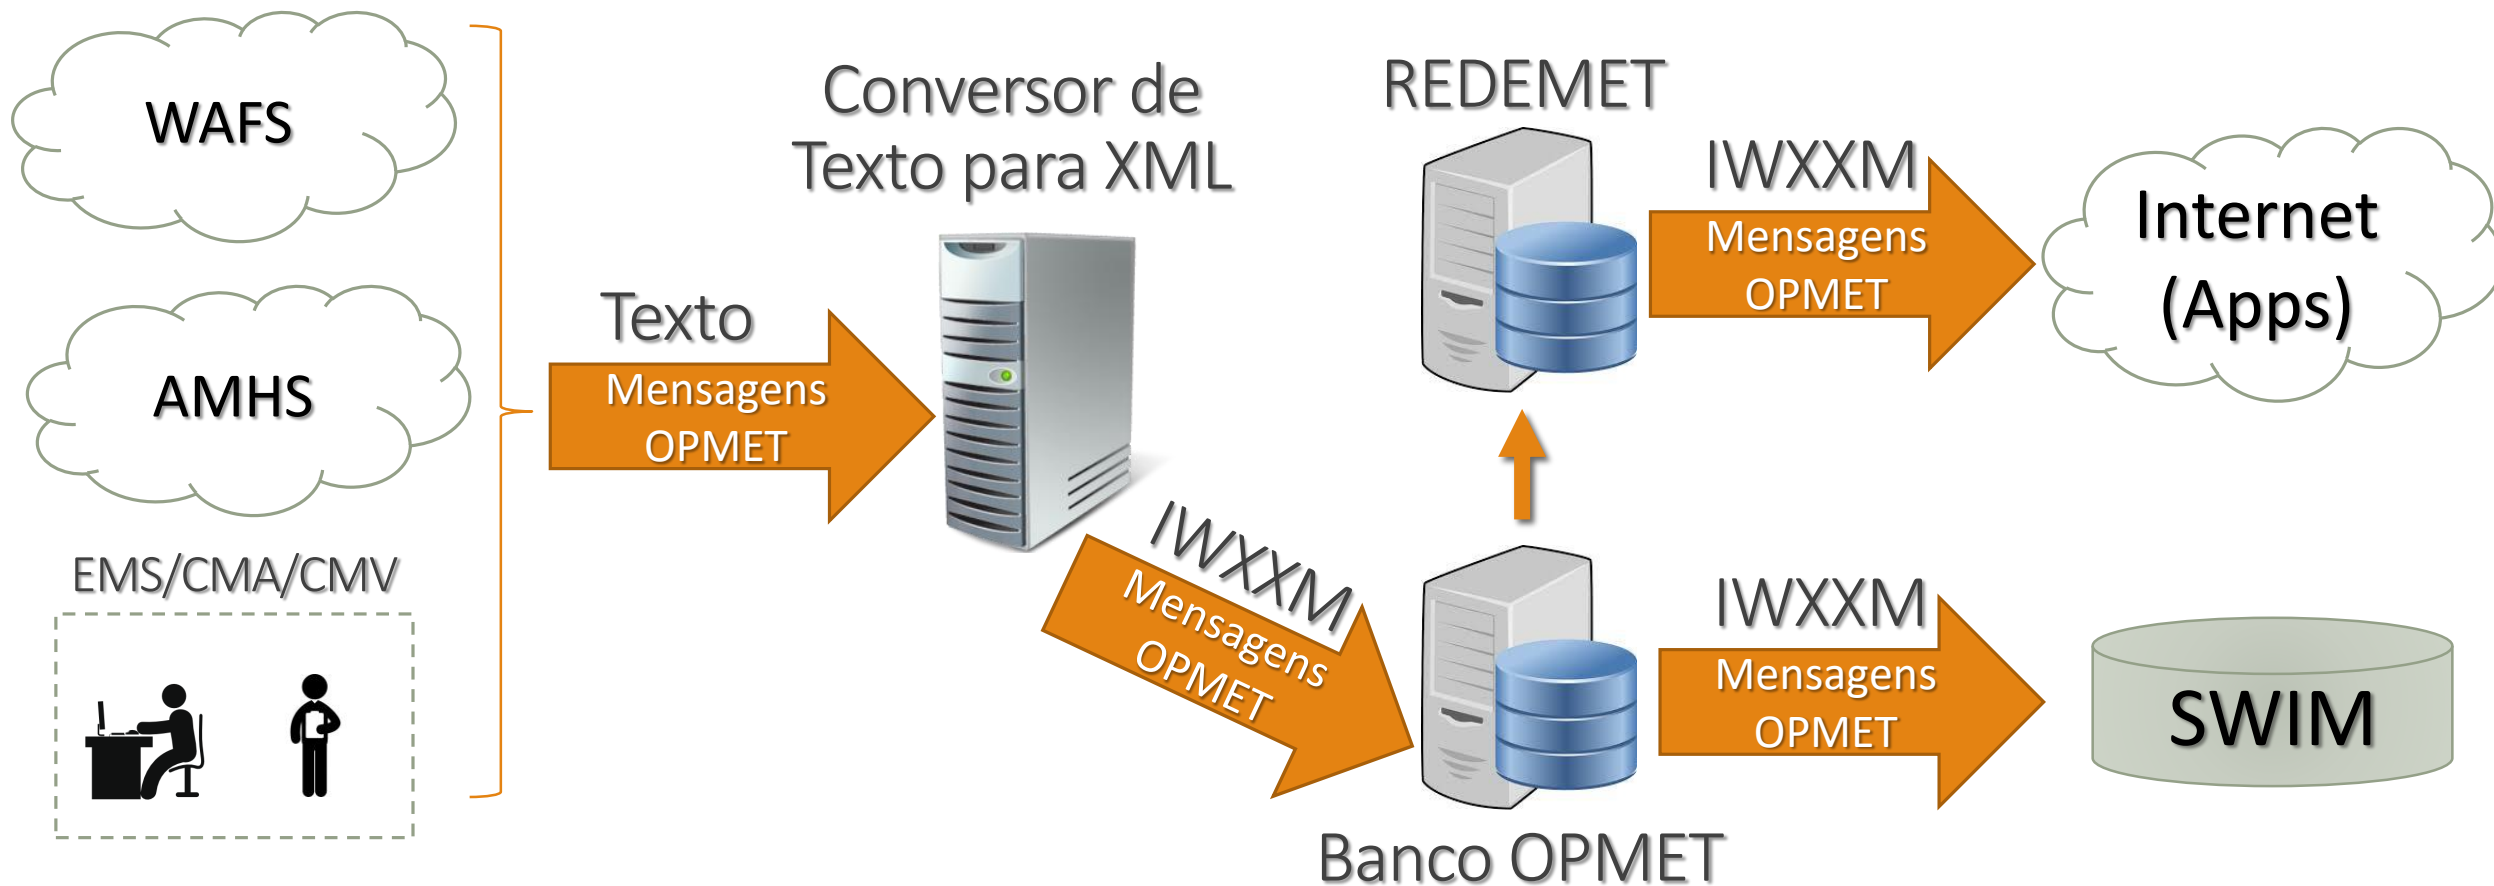 WAFS
AMHS
EMS/CMA/CMV
Texto
Mensagens
OPMET
Conversor de
Texto para XML
IWXXM
Mensagens
OPMET
REDEMET
IWXXM
Mensagens
OPMET
Internet
(Apps)
Banco OPMET
IWXXM
Mensagens
OPMET
SWIM